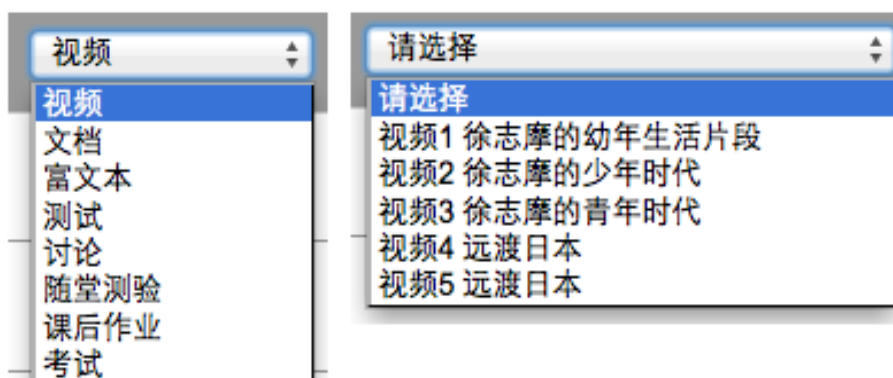 视频
视频
文档
富文本
测试
讨论
随堂测验
课后作业
考试
请选择
请选择
视频1 徐志摩的幼年生活片段
视频2 徐志摩的少年时代
视频3 徐志摩的青年时代
视频4 远渡日本
视频5 远渡日本